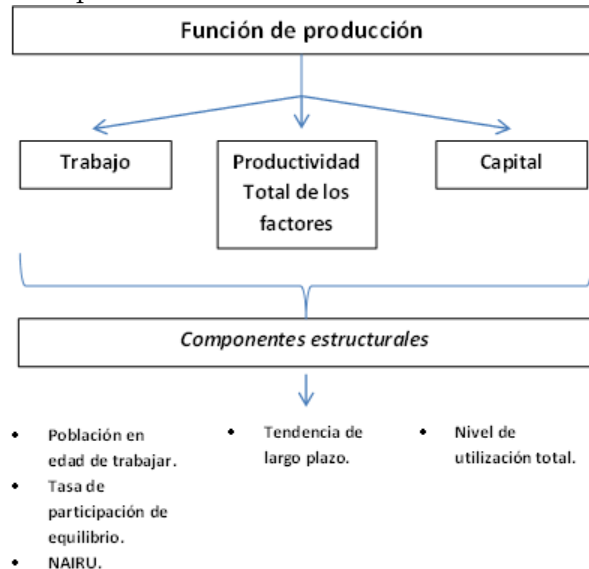 Función de producción
Trabajo
Productividad
Total de los
factores
Capital
Componentes estructurales
• Población en
edad de trabajar.
• Tasa de
participación de
equilibrio.
• NAIRU.
• Tendencia de
largo plazo.
• Nivel de
utilización total.